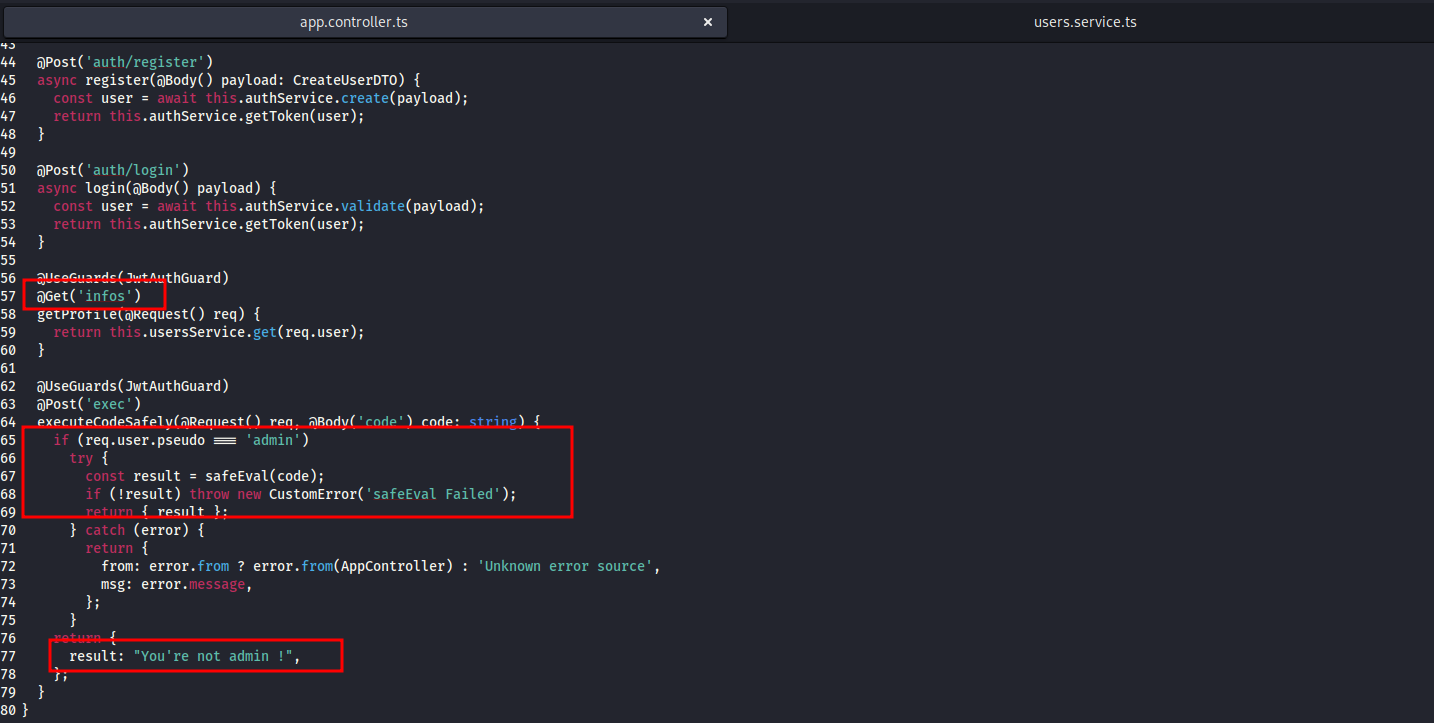 app.controller.ts × users.service.ts
43
44 @Post('auth/register')
45 async register(@Body() payload: CreateUserDTO) {
46 const user = await this.authService.create(payload);
47 return this.authService.getToken(user);
48 }
49
50 @Post('auth/login')
51 async login(@Body() payload) {
52 const user = await this.authService.validate(payload);
53 return this.authService.getToken(user);
54 }
55
56 @UseGuards(JwtAuthGuard)
57 @Get('infos')
58 getProfile(@Request() req) {
59 return this.usersService.get(req.user);
60 }
61
62 @UseGuards(JwtAuthGuard)
63 @Post('exec')
64 executeCodeSafely(@Request() req, @Body('code') code: string) {
65 if (req.user.pseudo === 'admin')
66 try {
67 const result = safeEval(code);
68 if (!result) throw new CustomError('safeEval Failed');
69 return { result };
70 } catch (error) {
71 return {
72 from: error.from ? error.from(AppController) : 'Unknown error source',
73 msg: error.message,
74 };
75 }
76 return {
77 result: "You're not admin !",
78 };
79 }
80 }